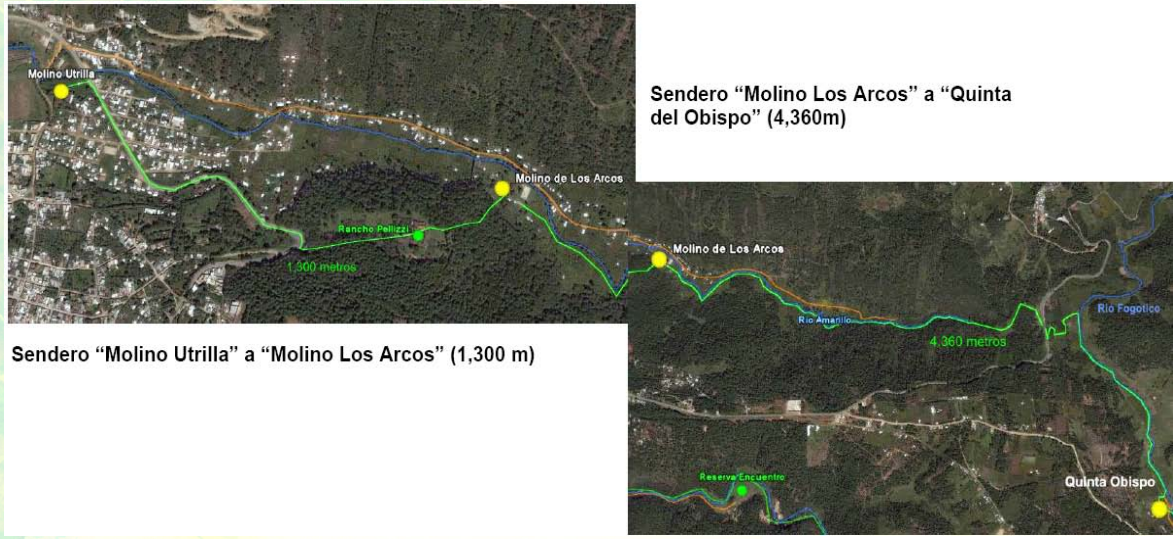 Molino Utrilla
Molino de Los Arcos
Rancho Pellizzi
1,300 metros
Sendero “Molino Utrilla” a “Molino Los Arcos” (1,300 m)
Sendero “Molino Los Arcos” a “Quinta
del Obispo” (4,360m)
Molino de Los Arcos
Río Amarillo
Río Fogotico
4,360 metros
Reserva Encuentro
Quinta Obispo